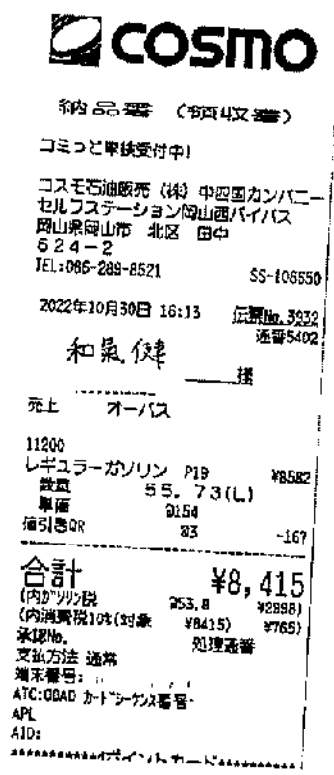 COSMO
納品書 (領収書)
コミっと車検受付中!
コスモ石油販売 (株) 中四国カンパニー
セルフステーション岡山西バイパス
岡山県岡山市 北区 田中
624-2
TEL:086-289-8521
SS-106550
2022年10月30日 16:13 伝票No.3932
通番5402
和氣 健
様
売上 オーパス
11200
レギュラーガソリン P19 ¥8582
数量 55.73(L)
単価 @154
値引きQR @3 -167
合計 ¥8,415
(内ガソリン税 @53.8 ¥2998)
(内消費税10%(対象 ¥8415) ¥765)
承認No. 処理通番
支払方法 通常
端末番号:
ATC:00AD カードシーケンス番号:
APL
AID:
**********ポイントカード**********